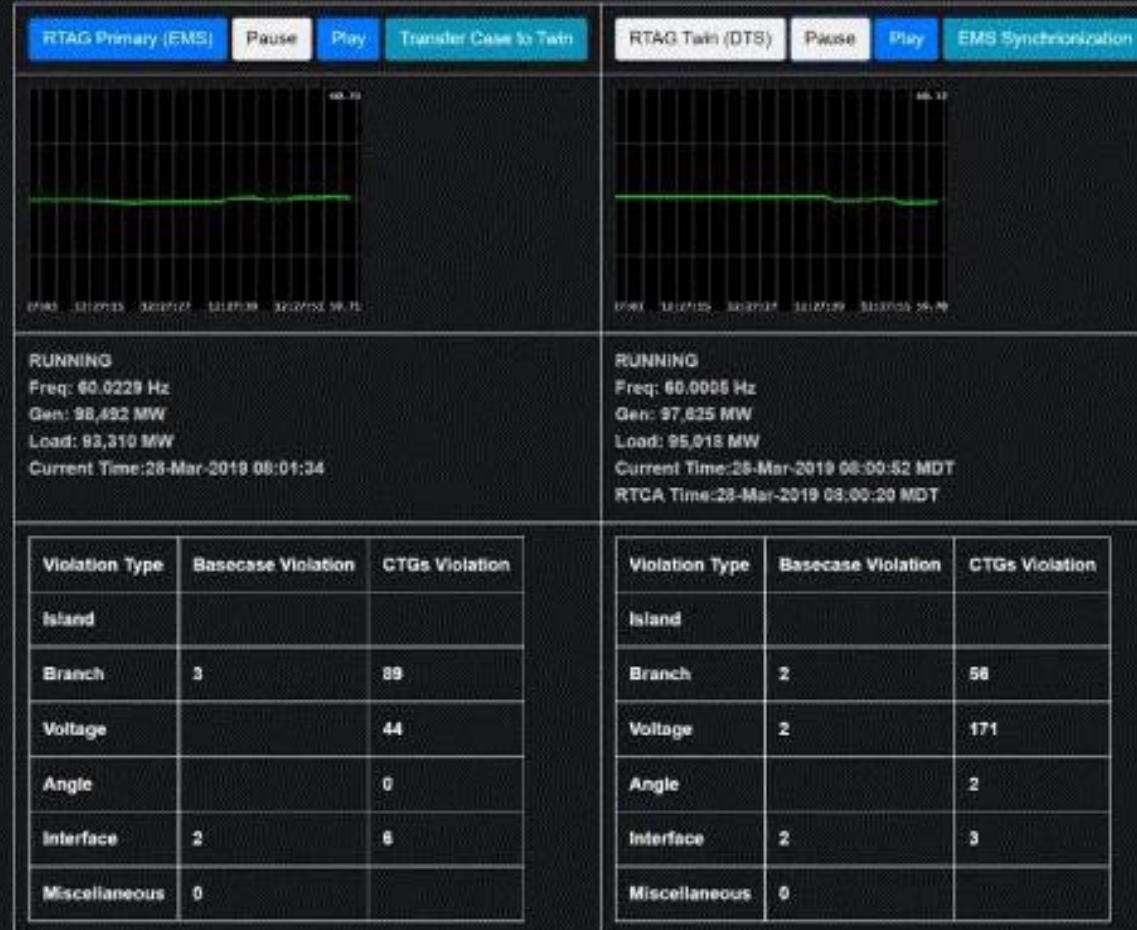 RTAG Primary (EMS) Pause Play Transfer Case to Twin
RUNNING
Freq: 60.0229 Hz
Gen: 98,492 MW
Load: 93,310 MW
Current Time:28-Mar-2019 08:01:34
Violation Type Basecase Violation CTGs Violation
Island
Branch 3 89
Voltage 44
Angle 0
Interface 2 6
Miscellaneous 0
RTAG Twin (DTS) Pause Play EMS Synchrionization
RUNNING
Freq: 60.0005 Hz
Gen: 97,625 MW
Load: 95,018 MW
Current Time:28-Mar-2019 08:00:52 MDT
RTCA Time:28-Mar-2019 08:00:20 MDT
Violation Type Basecase Violation CTGs Violation
Island
Branch 2 56
Voltage 2 171
Angle 2
Interface 2 3
Miscellaneous 0